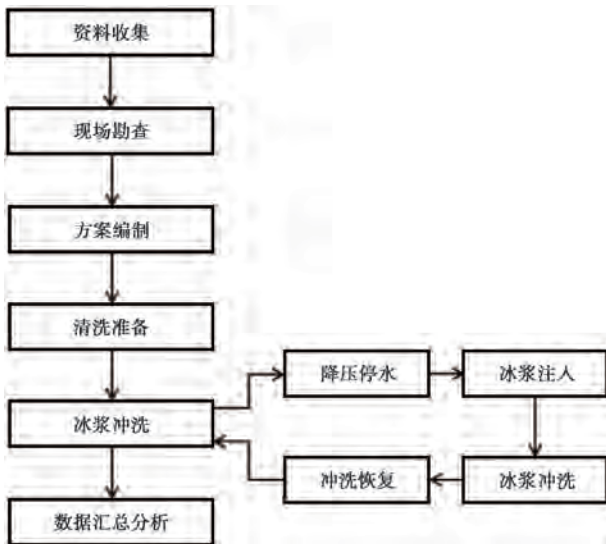 资料收集
现场勘查
方案编制
清洗准备
冰浆冲洗
数据汇总分析
降压停水
冰浆注人
冲洗恢复
冰浆冲洗